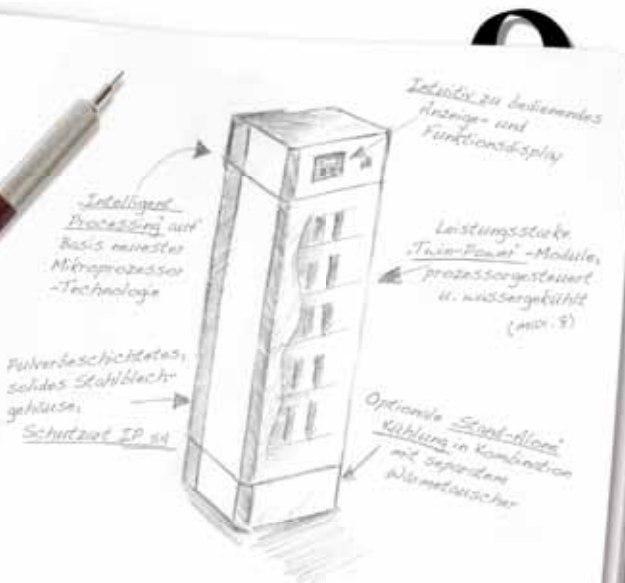 Intuitiv zu bedienendes
Anzeige- und
Funktionsdisplay
„Intelligent
Processing" auf
Basis neuester
Mikroprozessor
-Technologie
Leistungsstarke
„Twin-Power"-Module,
prozessorgesteuert
u. wassergekühlt
(max. 8)
Pulverbeschichtetes,
solides Stahlblech-
gehäuse,
Schutzart IP 54
Optionale „Stand-Alone"
Kühlung in Kombination
mit separatem
Wärmetauscher